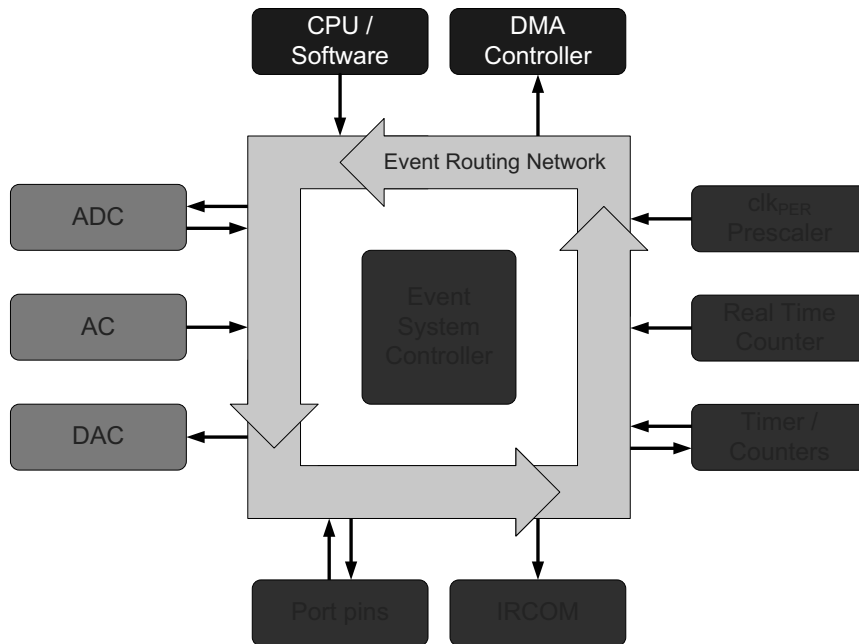 CPU /
Software
DMA
Controller
Event Routing Network
ADC
clkPER
Prescaler
AC
Event
System
Controller
Real Time
Counter
DAC
Timer /
Counters
Port pins
IRCOM